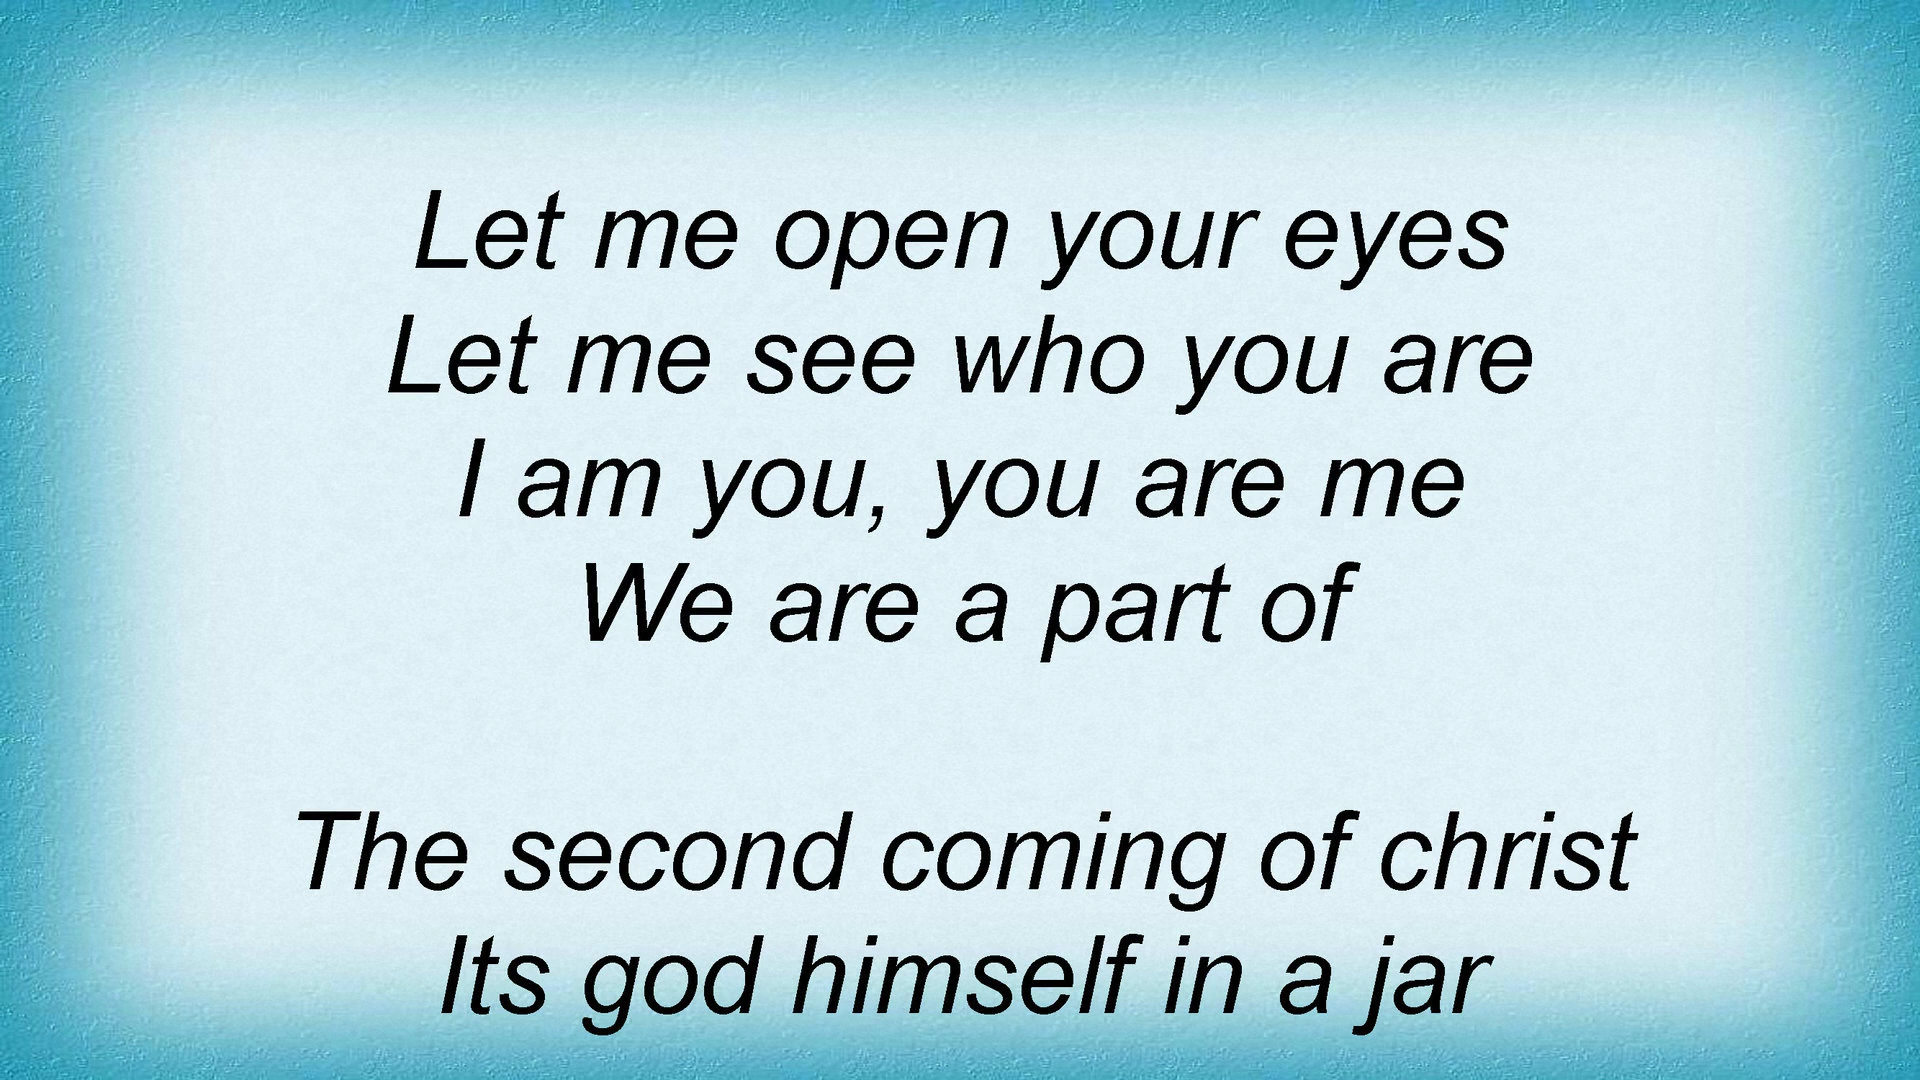 Let me open your eyes
Let me see who you are
I am you, you are me
We are a part of
The second coming of christ
Its god himself in a jar